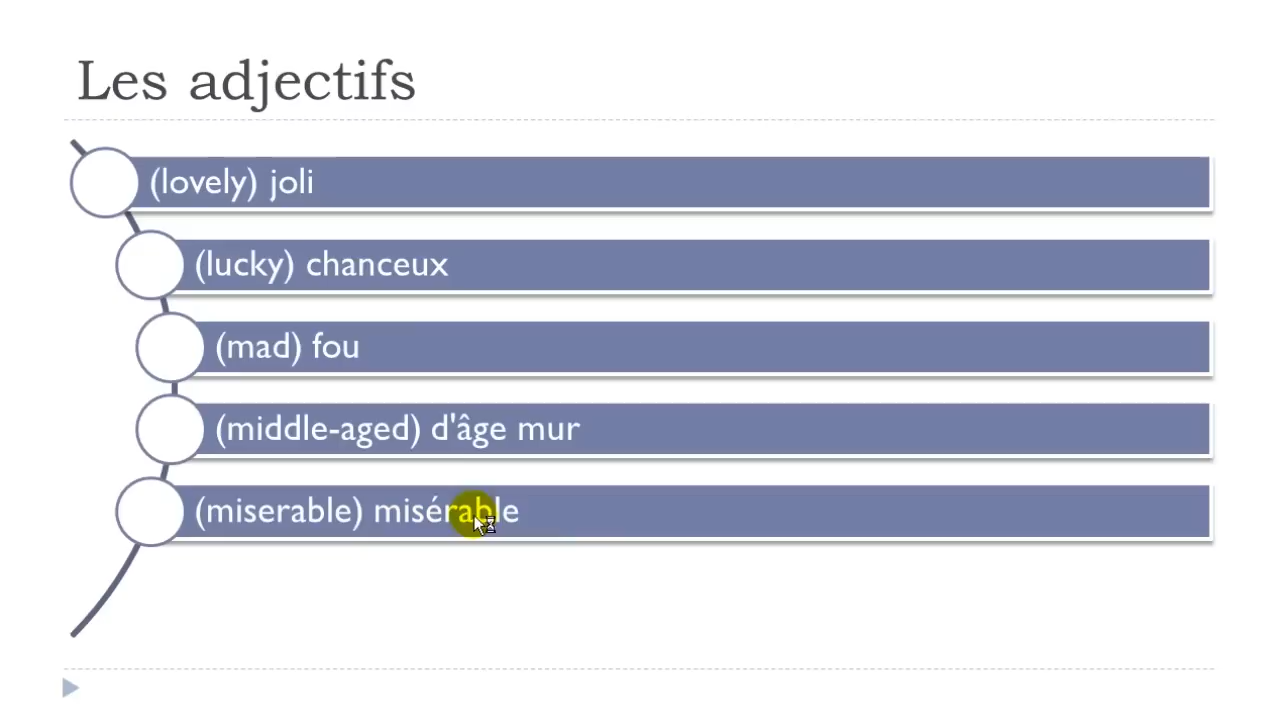 Les adjectifs
(lovely) joli
(lucky) chanceux
(mad) fou
(middle-aged) d'âge mur
(miserable) misérable